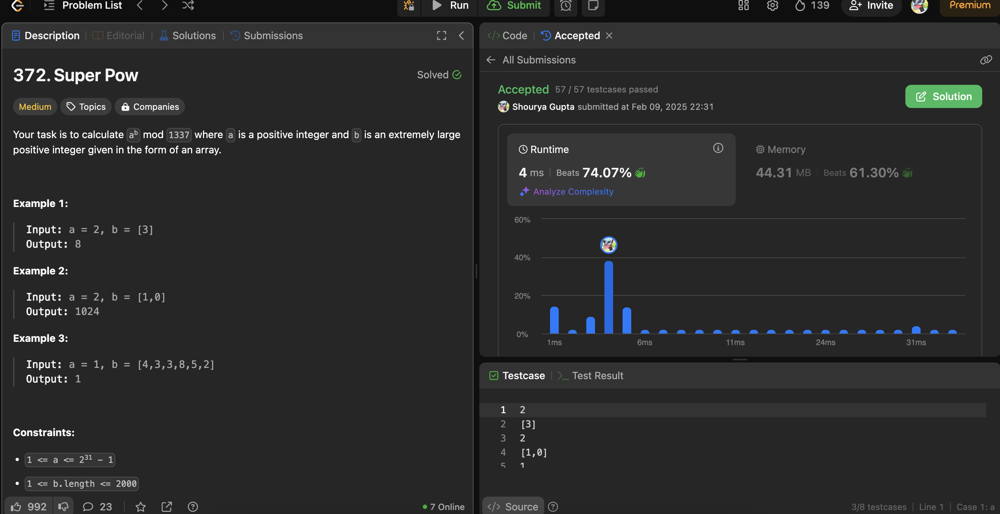 Problem List
Run
Submit
139
Invite
Premium
Description
Editorial
Solutions
Submissions
372. Super Pow
Solved
Medium
Topics
Companies
Your task is to calculate aᵇ mod 1337 where a is a positive integer and b is an extremely large
positive integer given in the form of an array.
Example 1:
Input: a = 2, b = [3]
Output: 8
Example 2:
Input: a = 2, b = [1,0]
Output: 1024
Example 3:
Input: a = 1, b = [4,3,3,8,5,2]
Output: 1
Constraints:
• 1 <= a <= 2³¹ - 1
• 1 <= b.length <= 2000
992
23
7 Online
Code
Accepted
All Submissions
Accepted 57 / 57 testcases passed
Shourya Gupta submitted at Feb 09, 2025 22:31
Solution
Runtime
4 ms | Beats 74.07%
Analyze Complexity
Memory
44.31 MB | Beats 61.30%
60%
40%
20%
0%
1ms 6ms 11ms 24ms 31ms
Testcase
Test Result
1 2
2 [3]
3 2
4 [1,0]
5 1
Source
3/8 testcases | Line 1 | Case 1: a